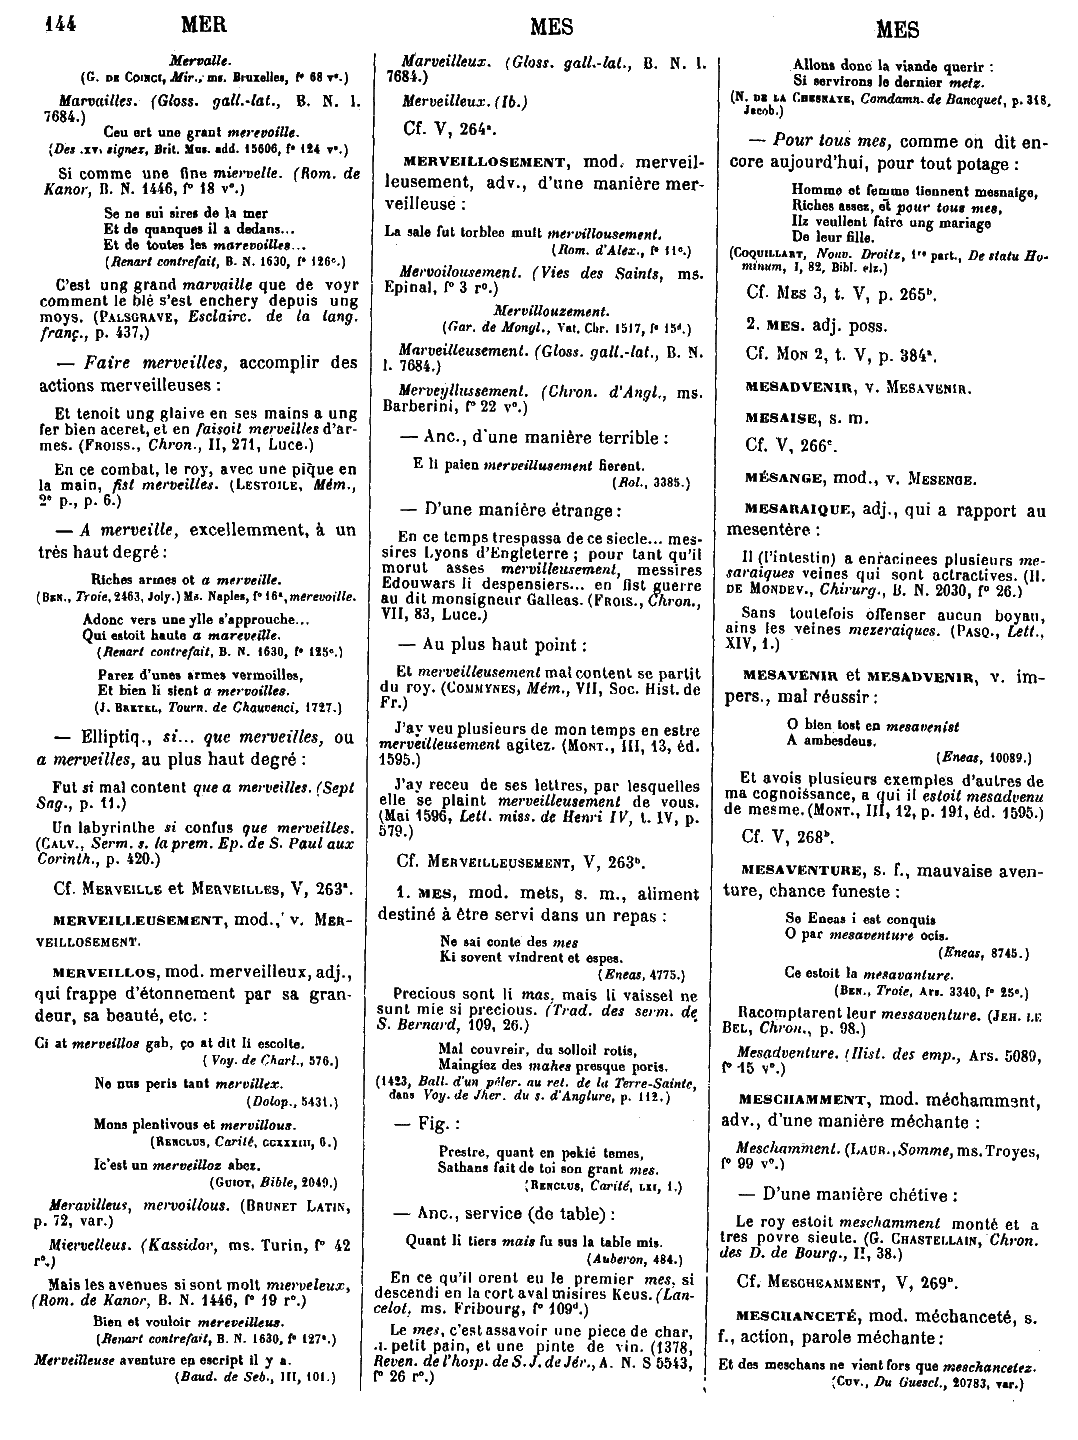 144 MER MES MES
Mervalle.
(G. DE COINCI, Mir., ms. Bruxelles, f° 68 v°.)
Marvailles. (Gloss. gall.-lat., B. N. l.
7684.)
Ceu ert une grant merevoille.
(Des .xv. signez, Brit. Mus. add. 15606, f° 124 v°.)
Si comme une fine miervelle. (Rom. de
Kanor, B. N. 1446, f° 18 v°.)
Se ne sui sires de la mer
Et de quanques il a dedans...
Et de toutes les marevoilles...
(Renart contrefait, B. N. 1630, f° 126c.)
C'est ung grand marvaille que de voyr
comment le blé s'est enchery depuis ung
moys. (PALSGRAVE, Esclairc. de la lang.
franç., p. 437,)
— Faire merveilles, accomplir des
actions merveilleuses :
Et tenoit ung glaive en ses mains a ung
fer bien aceret, et en faisoil merveilles d'ar-
mes. (FROISS., Chron., II, 271, Luce.)
En ce combat, le roy, avec une pique en
la main, fist merveilles. (LESTOILE, Mém.,
2e p., p. 6.)
— A merveille, excellemment, à un
très haut degré :
Riches armes ot a merveille.
(BEN., Troie, 2463, Joly.) Ms. Naples, f° 16a, merevoille.
Adonc vers une ylle s'approche...
Qui estoit haute a mareveille.
(Renart contrefait, B. N. 1630, f° 125c.)
Parez d'unes armes vermoilles,
Et bien li sient a mervoilles.
(J. BRETEL, Tourn. de Chauvenci, 1727.)
— Elliptiq., si... que merveilles, ou
a merveilles, au plus haut degré :
Fut si mal content que a merveilles. (Sept
Sag., p. 11.)
Un labyrinthe si confus que merveilles.
(CALV., Serm. s. la prem. Ep. de S. Paul aux
Corinth., p. 420.)
Cf. MERVEILLE et MERVEILLES, V, 263a.
MERVEILLEUSEMENT, mod., v. MER-
VEILLOSEMENT.
MERVEILLOS, mod. merveilleux, adj.,
qui frappe d'étonnement par sa gran-
deur, sa beauté, etc. :
Ci at merveillos gab, ço at dit li escolte.
(Voy. de Charl., 576.)
Ne nus peris tant mervillex.
(Dolop., 5431.)
Mons plentivous et mervillous.
(RENCLUS, Carité, CCXXXIII, 6.)
Ic'est un merveilloz abez.
(GUIOT, Bible, 2049.)
Meravilleus, mervoillous. (BRUNET LATIN,
p. 72, var.)
Miervelleus. (Kassidor, ms. Turin, f° 42
r°.)
Mais les avenues si sont molt mierveleux,
(Rom. de Kanor, B. N. 1446, f° 19 r°.)
Bien et vouloir mereveilleus.
(Renart contrefait, B. N. 1630, f° 127a.)
Merveilleuse aventure en escript il y a.
(Baud. de Seb., III, 101.)
Marveilleux. (Gloss. gall.-lat., B. N. l.
7684.)
Merveilleux. (Ib.)
Cf. V, 264a.
MERVEILLOSEMENT, mod. merveil-
leusement, adv., d'une manière mer-
veilleuse :
La sale fut torblee mult mervillousement.
(Rom. d'Alex., f° 11c.)
Mervoilousement. (Vies des Saints, ms.
Epinal, f° 3 r°.)
Mervillouzement.
(Gar. de Mongl., Vat. Chr. 1517, f° 15d.)
Marveilleusement. (Gloss. gall.-lat., B. N.
l. 7684.)
Merveyllussement. (Chron. d'Angl., ms.
Barberini, f° 22 v°.)
— Anc., d'une manière terrible :
E li paien merveillusement fierent.
(Rol., 3385.)
— D'une manière étrange :
En ce temps trespassa de ce siecle... mes-
sires Lyons d'Engleterre ; pour tant qu'il
morut asses mervilleusement, messires
Edouwars li despensiers... en fist guerre
au dit monsigneur Galleas. (FROIS., Chron.,
VII, 83, Luce.)
— Au plus haut point :
Et merveilleusement mal content se partit
du roy. (COMMYNES, Mém., VII, Soc. Hist. de
Fr.)
J'ay veu plusieurs de mon temps en estre
merveilleusement agitez. (MONT., III, 13, éd.
1595.)
J'ay receu de ses lettres, par lesquelles
elle se plaint merveilleusement de vous.
(Mai 1596, Lett. miss. de Henri IV, t. IV, p.
579.)
Cf. MERVEILLEUSEMENT, V, 263b.
1. MES, mod. mets, s. m., aliment
destiné à être servi dans un repas :
Ne sai conte des mes
Ki sovent vindrent et espes.
(Eneas, 4775.)
Precious sont li mas, mais li vaissel ne
sunt mie si precious. (Trad. des serm. de
S. Bernard, 109, 26.)
Mal couvreir, du solloil rotis,
Maingiez des mahes presque poris.
(1423, Ball. d'un péler. au ret. de la Terre-Sainte,
dans Voy. de Jher. du s. d'Anglure, p. 112.)
— Fig. :
Prestre, quant en pekié temes,
Sathans fait de toi son grant mes.
(RENCLUS, Carité, LXI, 1.)
— Anc., service (de table) :
Quant li tiers mais fu sus la table mis.
(Auberon, 484.)
En ce qu'il orent eu le premier mes, si
descendi en la cort aval misires Keus. (Lan-
celot, ms. Fribourg, f° 109d.)
Le mes, c'est assavoir une piece de char,
.I. petit pain, et une pinte de vin. (1378,
Reven. de l'hosp. de S. J. de Jér., A. N. S 5543,
f° 26 r°.)
Allons donc la viande querir :
Si servirons le dernier metz.
(N. DE LA CHESNAYE, Comdamn. de Bancquet, p. 318,
Jacob.)
— Pour tous mes, comme on dit en-
core aujourd'hui, pour tout potage :
Homme et femme tiennent mesnaige,
Riches assez, et pour tous mes,
Ilz veullent faire ung mariage
De leur fille.
(COQUILLART, Nouv. Droitz, 1re part., De statu Ho-
minum, I, 82, Bibl. elz.)
Cf. MES 3, t. V, p. 265b.
2. MES. adj. poss.
Cf. MON 2, t. V, p. 384a.
MESADVENIR, v. MESAVENIR.
MESAISE, s. m.
Cf. V, 266c.
MÉSANGE, mod., v. MESENGE.
MESARAIQUE, adj., qui a rapport au
mesentère :
Il (l'intestin) a enracinees plusieurs me-
saraiques veines qui sont actractives. (H.
DE MONDEV., Chirurg., B. N. 2030, f° 26.)
Sans toutefois offenser aucun boyau,
ains les veines mezeraiques. (PASQ., Lett.,
XIV, 1.)
MESAVENIR et MESADVENIR, v. im-
pers., mal réussir :
O bien tost en mesavenist
A ambesdeus.
(Eneas, 10089.)
Et avois plusieurs exemples d'autres de
ma cognoissance, a qui il estoit mesadvenu
de mesme. (MONT., III, 12, p. 191, éd. 1595.)
Cf. V, 268b.
MESAVENTURE, s. f., mauvaise aven-
ture, chance funeste :
Se Eneas i est conquis
O par mesaventure ocis.
(Eneas, 8745.)
Ce estoit la mesavanture.
(BEN., Troie, Ars. 3340, f° 25c.)
Racomptarent leur messaventure. (JEH. LE
BEL, Chron., p. 98.)
Mesadventure. (Hist. des emp., Ars. 5089,
f° 15 v°.)
MESCHAMMENT, mod. méchamment,
adv., d'une manière méchante :
Meschamment. (LAUR., Somme, ms. Troyes,
f° 99 v°.)
— D'une manière chétive :
Le roy estoit meschamment monté et a
tres povre sieute. (G. CHASTELLAIN, Chron.
des D. de Bourg., II, 38.)
Cf. MESCHEAMMENT, V, 269b.
MESCHANCETÉ, mod. méchanceté, s.
f., action, parole méchante :
Et des meschans ne vient fors que meschancetez.
(CUV., Du Guescl., 20783, var.)